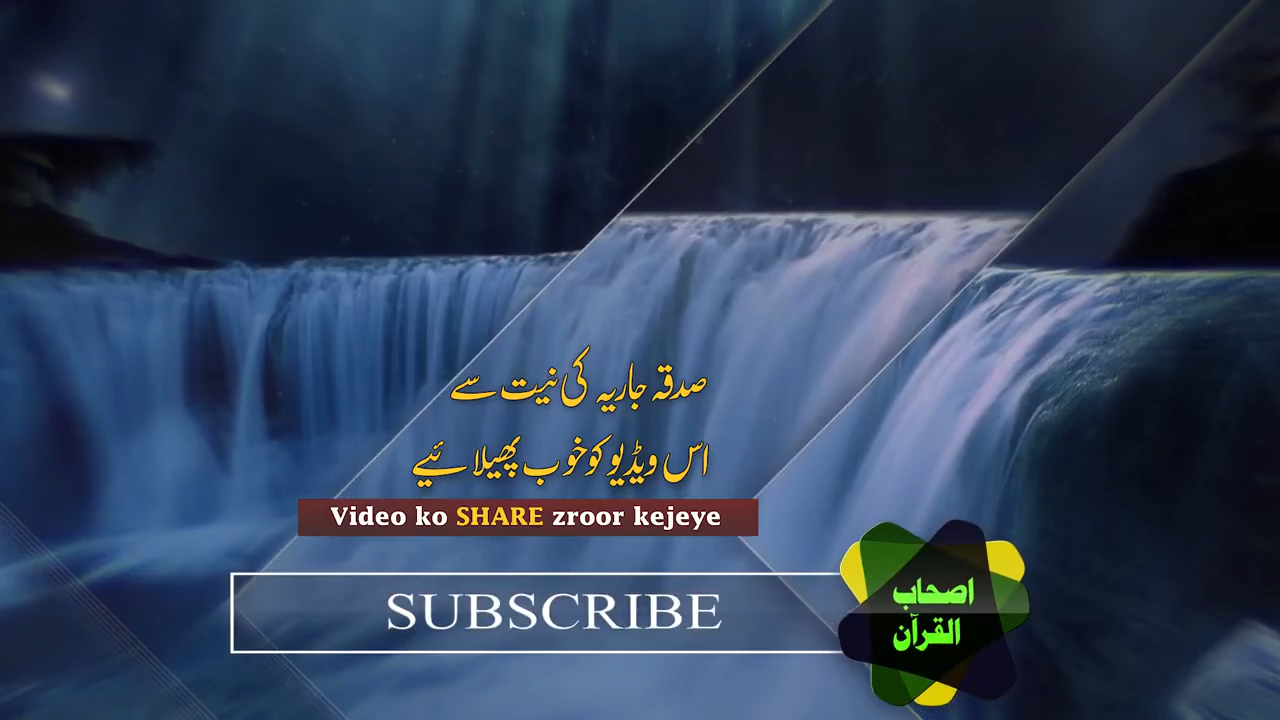 صدقہ جاریہ کی نیت سے
اس ویڈیو کو خوب پھیلائیے
Video ko SHARE zroor kejeye
SUBSCRIBE
اصحاب
القرآن